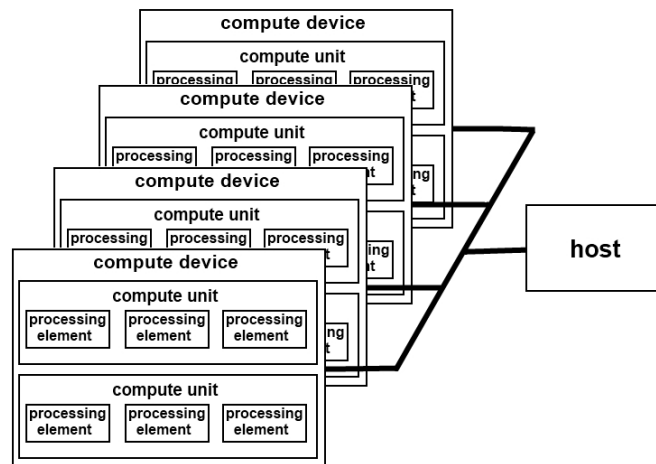 compute device
compute unit
processing processing processing
compute device
compute unit
processing processing processing
compute device
compute unit
processing processing processing
compute device
compute unit
processing element processing element processing element
compute unit
processing element processing element processing element
host